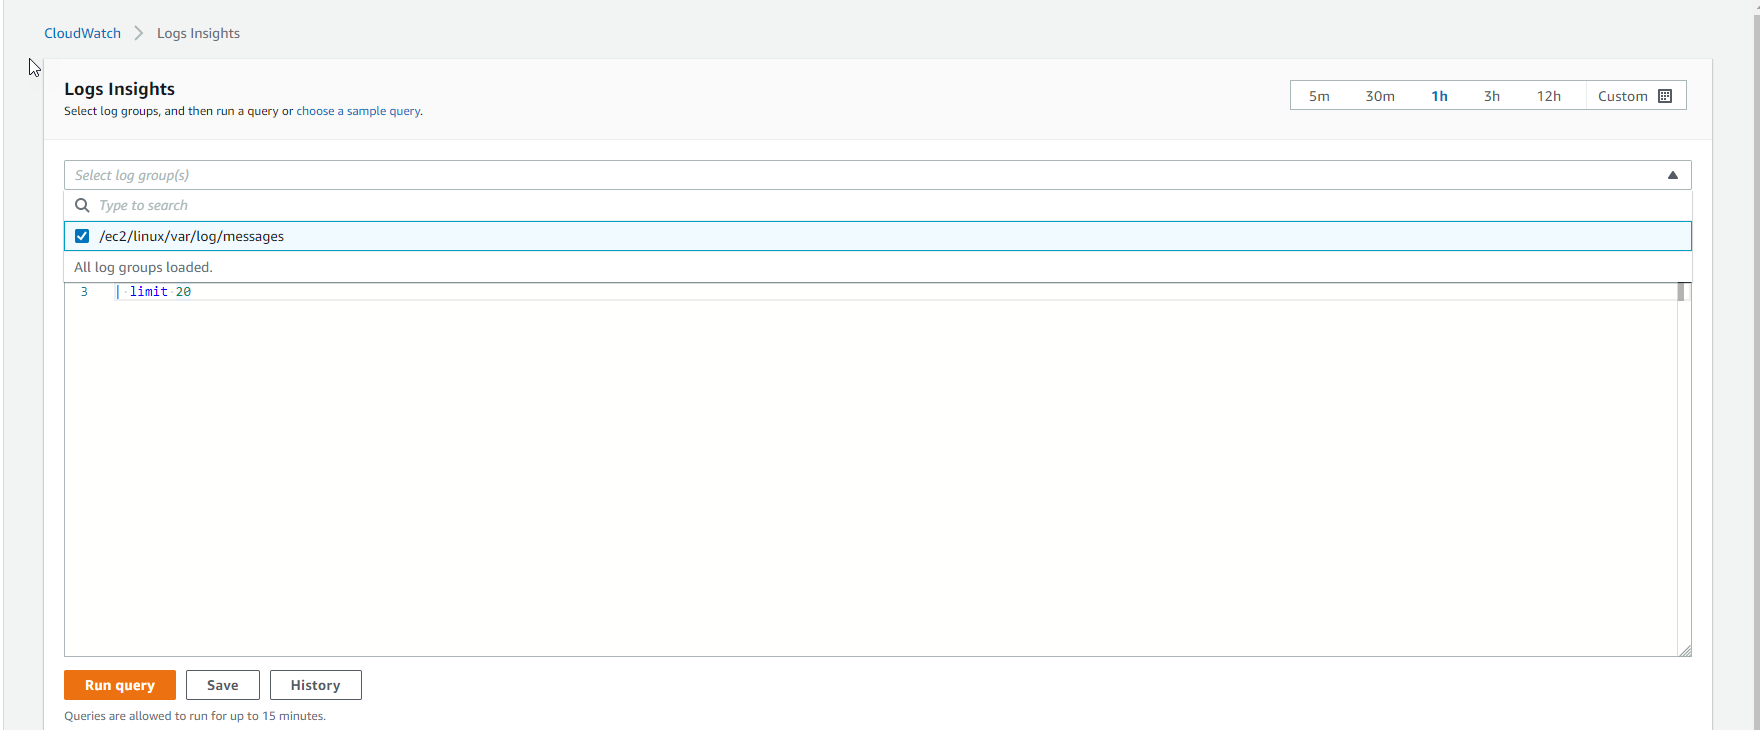 CloudWatch > Logs Insights
Logs Insights
Select log groups, and then run a query or choose a sample query.
5m 30m 1h 3h 12h Custom
Select log group(s)
Type to search
/ec2/linux/var/log/messages
All log groups loaded.
3 | limit 20
Run query Save History
Queries are allowed to run for up to 15 minutes.